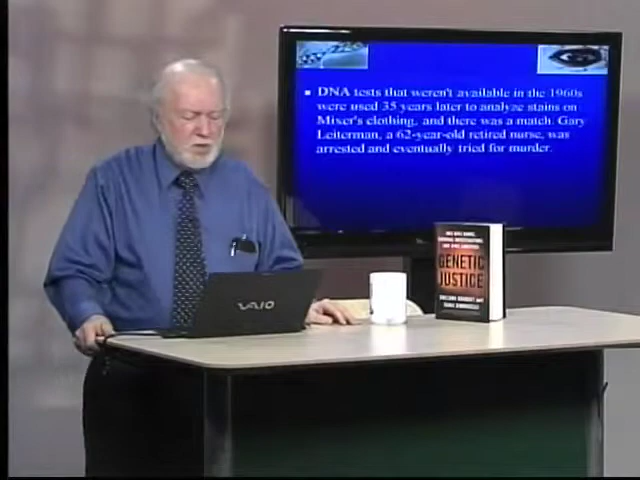 DNA tests that weren't available in the 1960s
were used 35 years later to analyze stains on
Mixer's clothing, and there was a match. Gary
Leiterman, a 62-year-old retired nurse, was
arrested and eventually tried for murder.
GENETIC
JUSTICE
VAIO